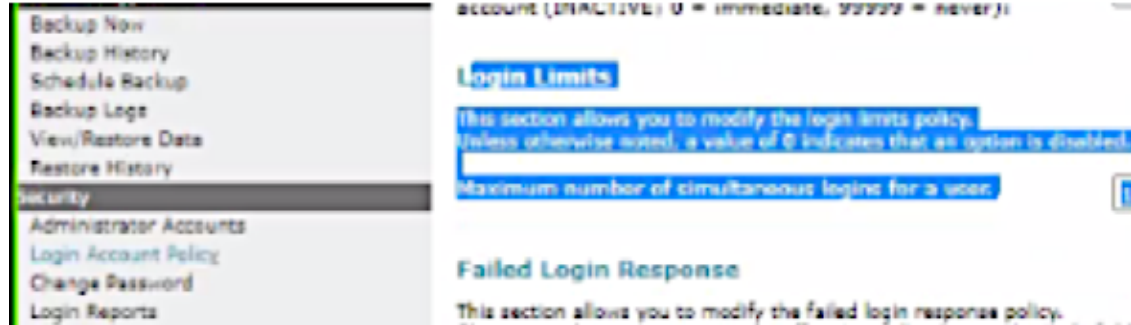 Backup Now
Backup History
Schedule Backup
Backup Logs
View/Restore Data
Restore History
Security
Administrator Accounts
Login Account Policy
Change Password
Login Reports
account (INACTIVE; 0 = immediate, 99999 = never):
Login Limits
This section allows you to modify the login limits policy.
Unless otherwise noted, a value of 0 indicates that an option is disabled.
Maximum number of simultaneous logins for a user.
Failed Login Response
This section allows you to modify the failed login response policy.